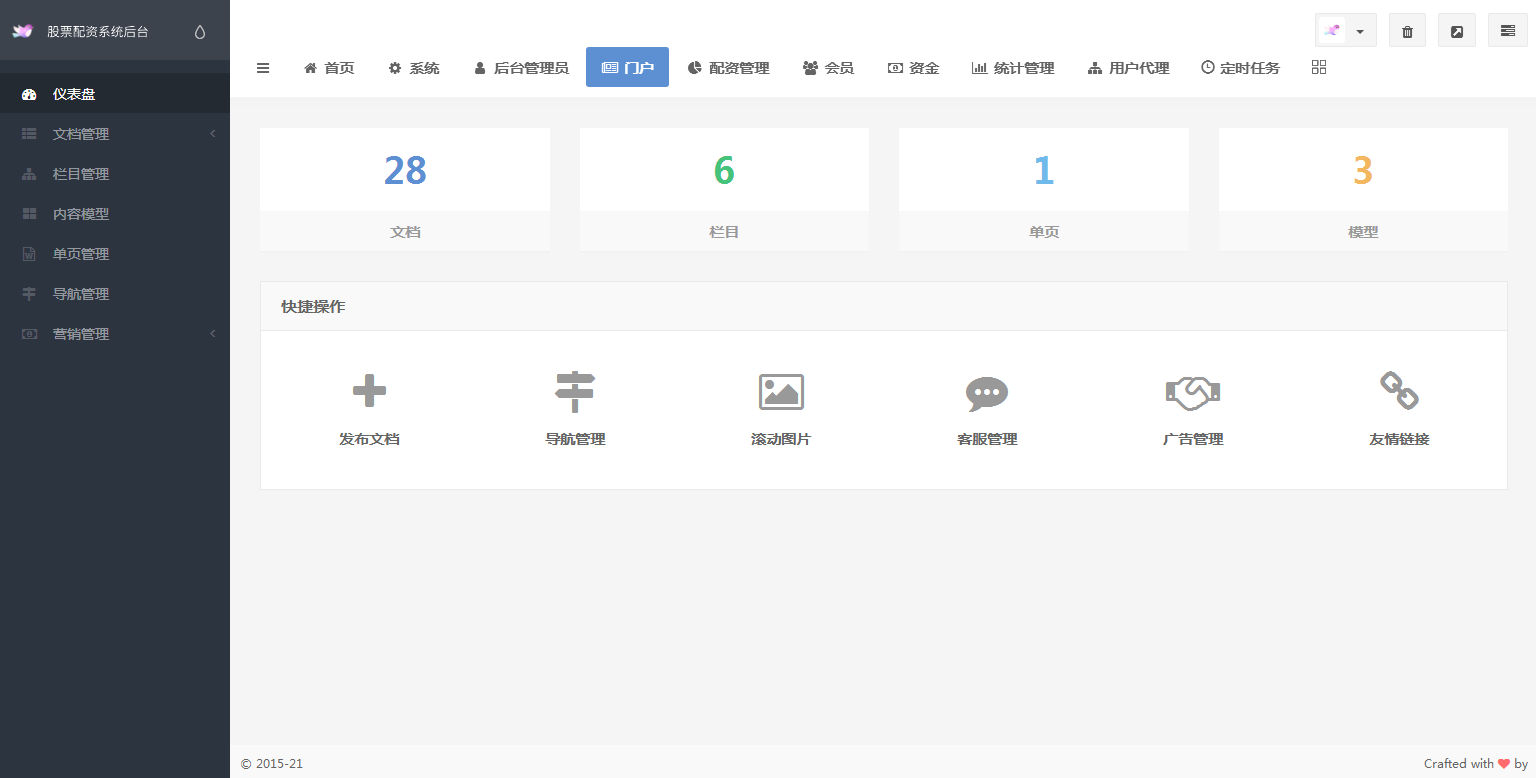 股票配资系统后台
仪表盘
文档管理
栏目管理
内容模型
单页管理
导航管理
营销管理
首页 系统 后台管理员 门户 配资管理 会员 资金 统计管理 用户代理 定时任务
28 6 1 3
文档 栏目 单页 模型
快捷操作
发布文档 导航管理 滚动图片 客服管理 广告管理 友情链接
© 2015-21 Crafted with ❤ by